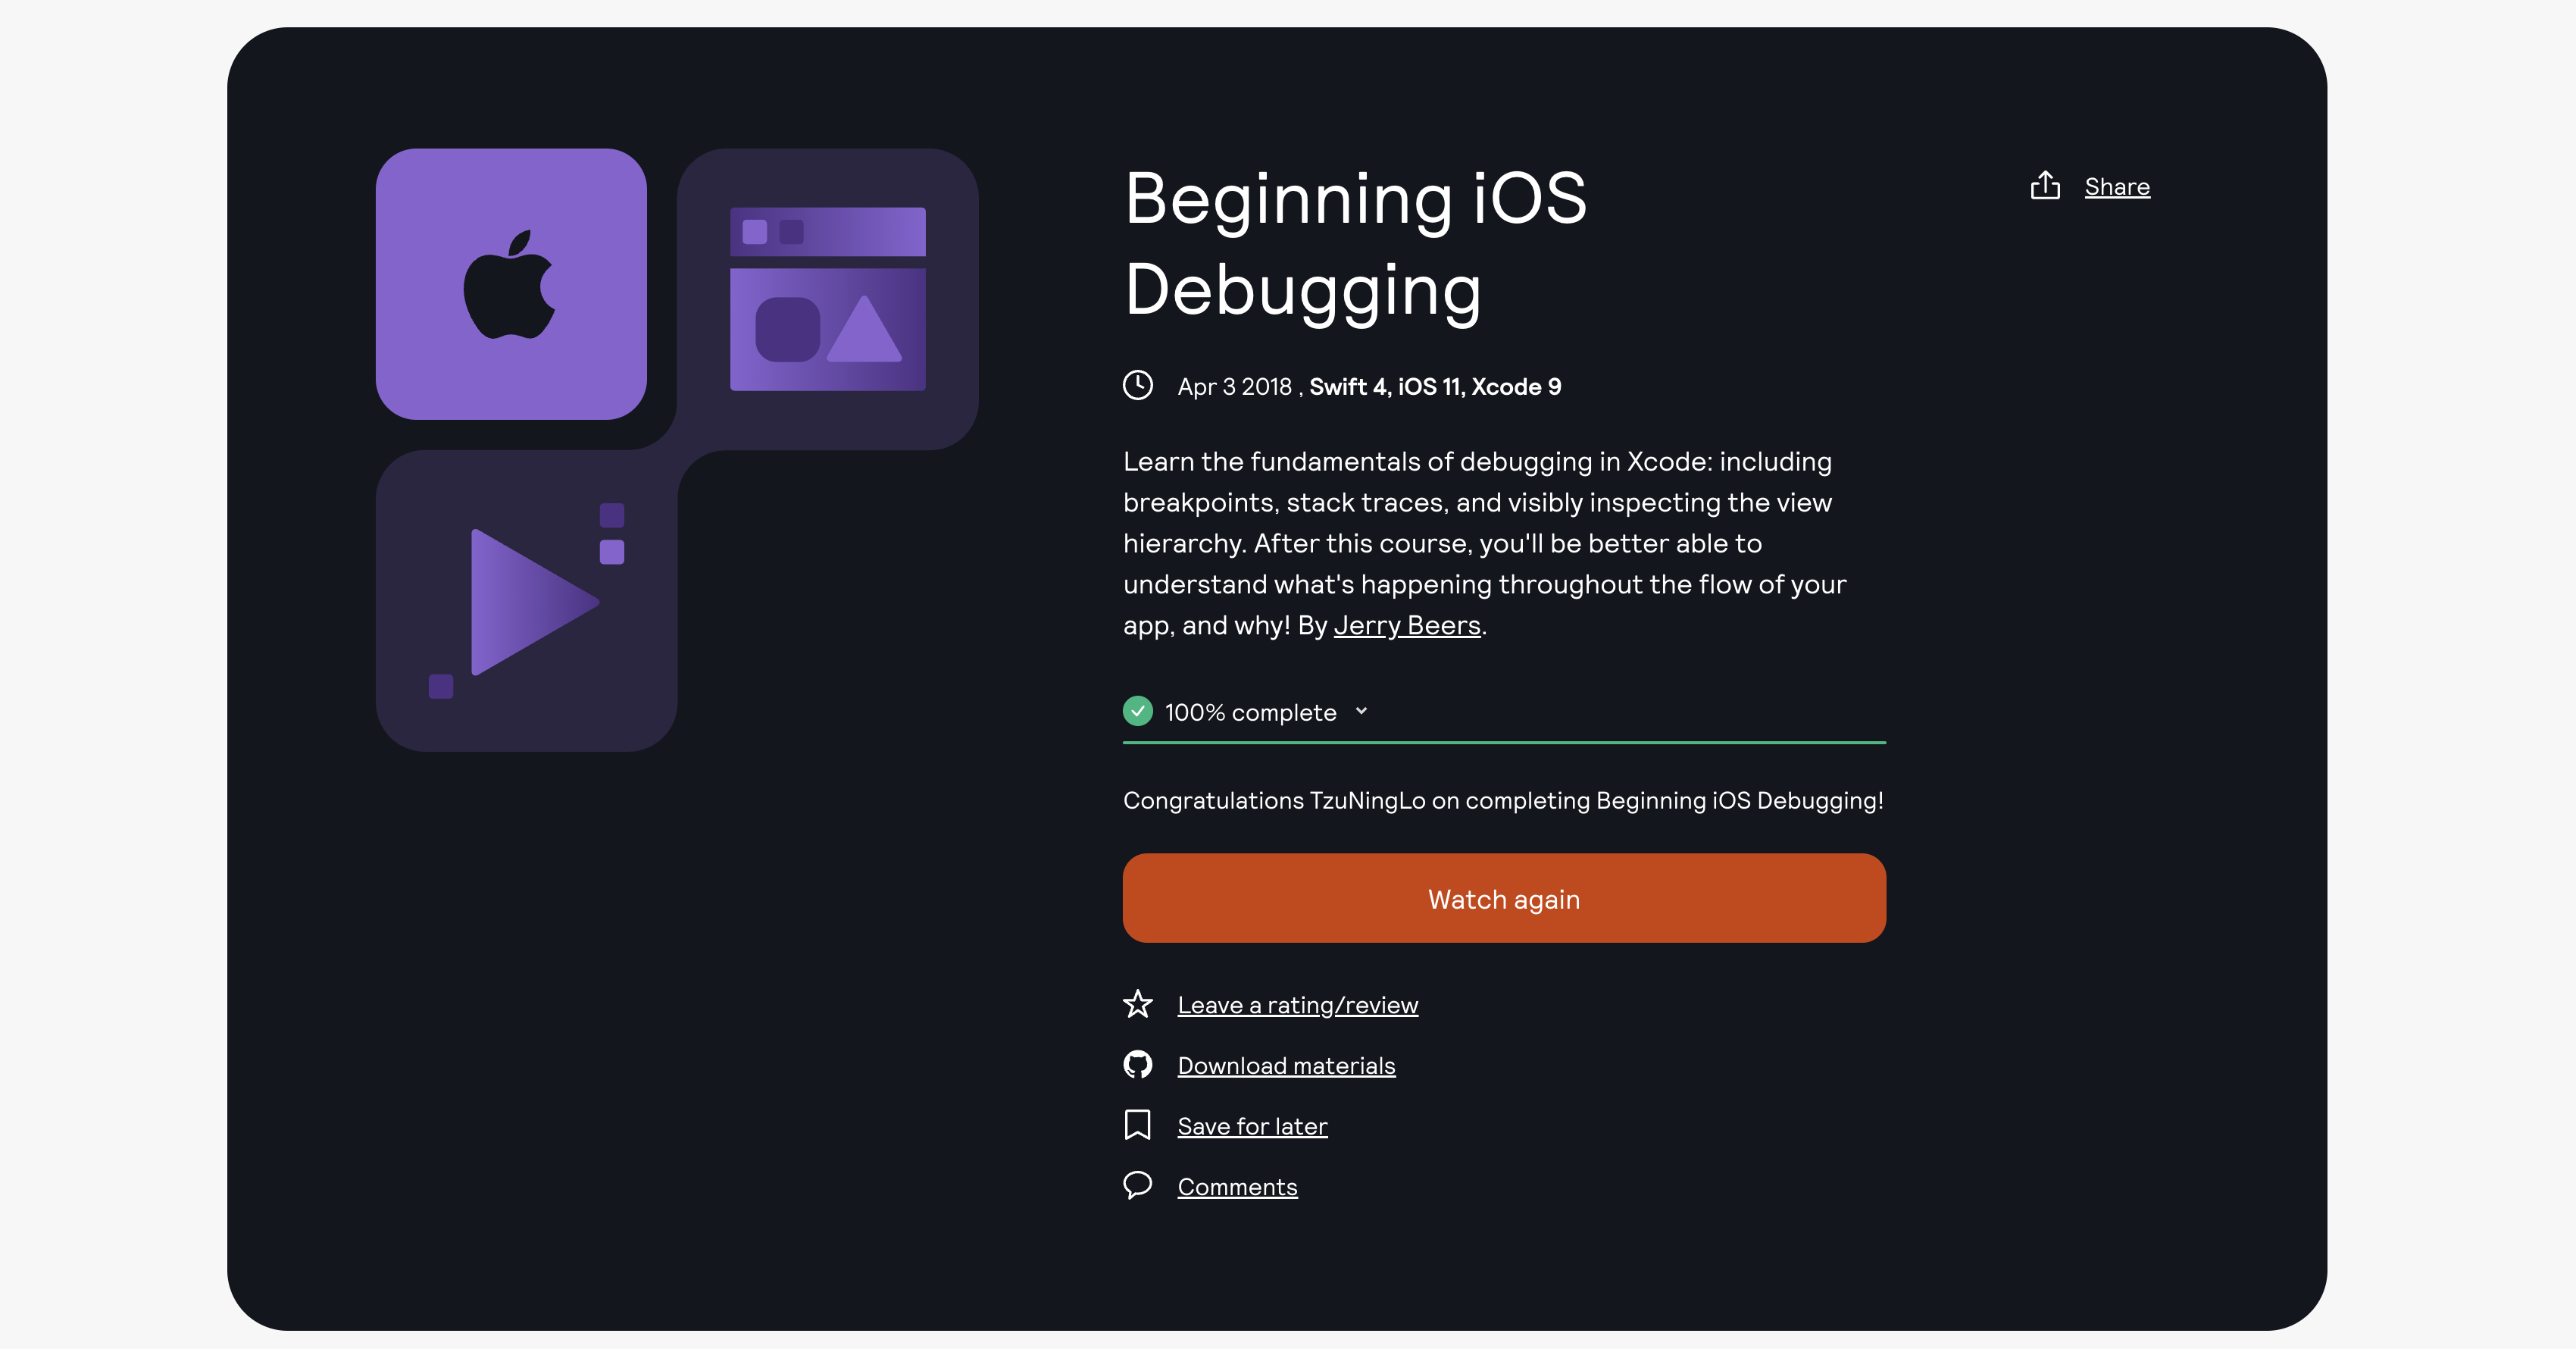 Beginning iOS
Debugging
Share
Apr 3 2018 , Swift 4, iOS 11, Xcode 9
Learn the fundamentals of debugging in Xcode: including
breakpoints, stack traces, and visibly inspecting the view
hierarchy. After this course, you'll be better able to
understand what's happening throughout the flow of your
app, and why! By Jerry Beers.
100% complete
Congratulations TzuNingLo on completing Beginning iOS Debugging!
Watch again
Leave a rating/review
Download materials
Save for later
Comments